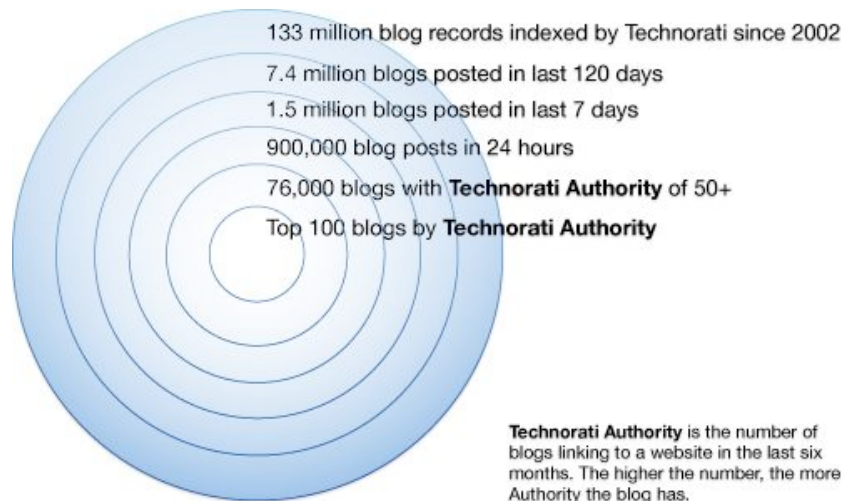 133 million blog records indexed by Technorati since 2002
7.4 million blogs posted in last 120 days
1.5 million blogs posted in last 7 days
900,000 blog posts in 24 hours
76,000 blogs with Technorati Authority of 50+
Top 100 blogs by Technorati Authority
Technorati Authority is the number of
blogs linking to a website in the last six
months. The higher the number, the more
Authority the blog has.